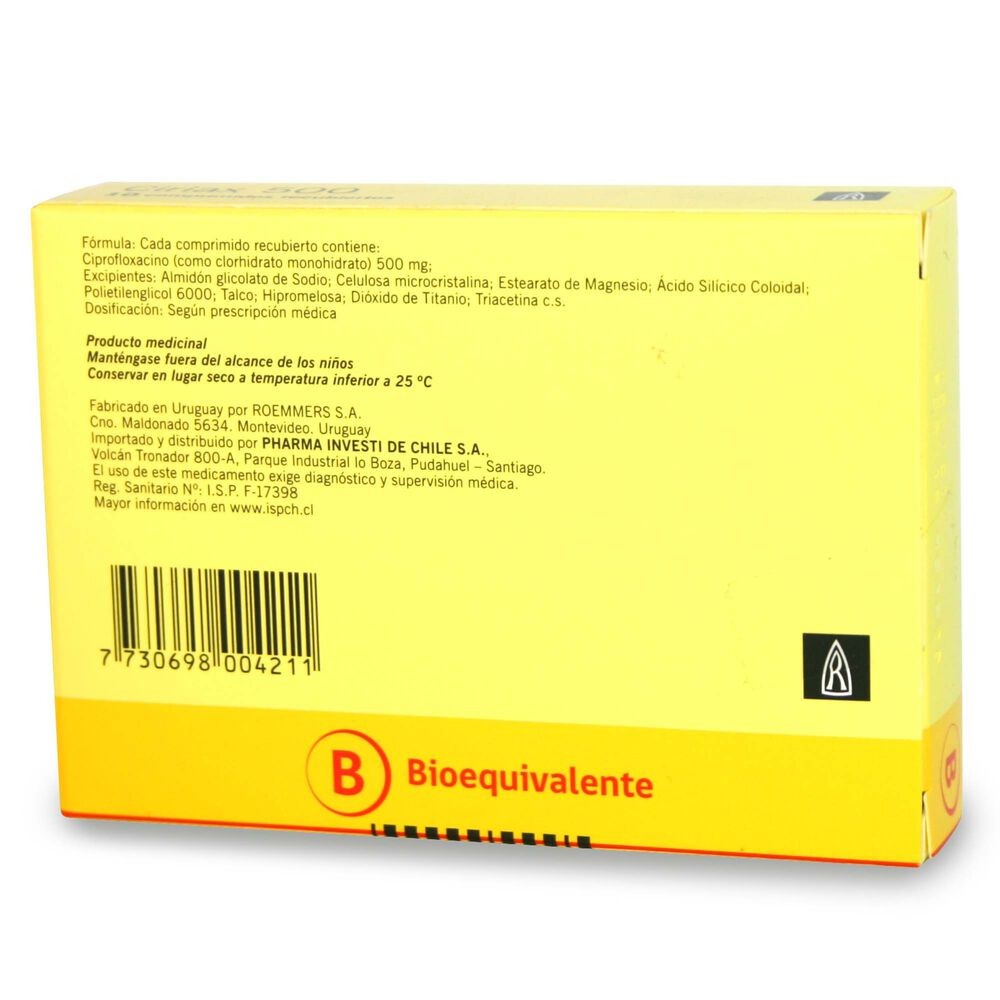 Ciriax 500
10 comprimidos recubiertos
Fórmula: Cada comprimido recubierto contiene:
Ciprofloxacino (como clorhidrato monohidrato) 500 mg;
Excipientes: Almidón glicolato de Sodio; Celulosa microcristalina; Estearato de Magnesio; Ácido Silícico Coloidal;
Polietilenglicol 6000; Talco; Hipromelosa; Dióxido de Titanio; Triacetina c.s.
Dosificación: Según prescripción médica
Producto medicinal
Manténgase fuera del alcance de los niños
Conservar en lugar seco a temperatura inferior a 25 °C
Fabricado en Uruguay por ROEMMERS S.A.
Cno. Maldonado 5634. Montevideo. Uruguay
Importado y distribuido por PHARMA INVESTI DE CHILE S.A.,
Volcán Tronador 800-A, Parque Industrial lo Boza, Pudahuel – Santiago.
El uso de este medicamento exige diagnóstico y supervisión médica.
Reg. Sanitario Nº: I.S.P. F-17398
Mayor información en www.ispch.cl
7 730698 004211
R
B Bioequivalente
R
B